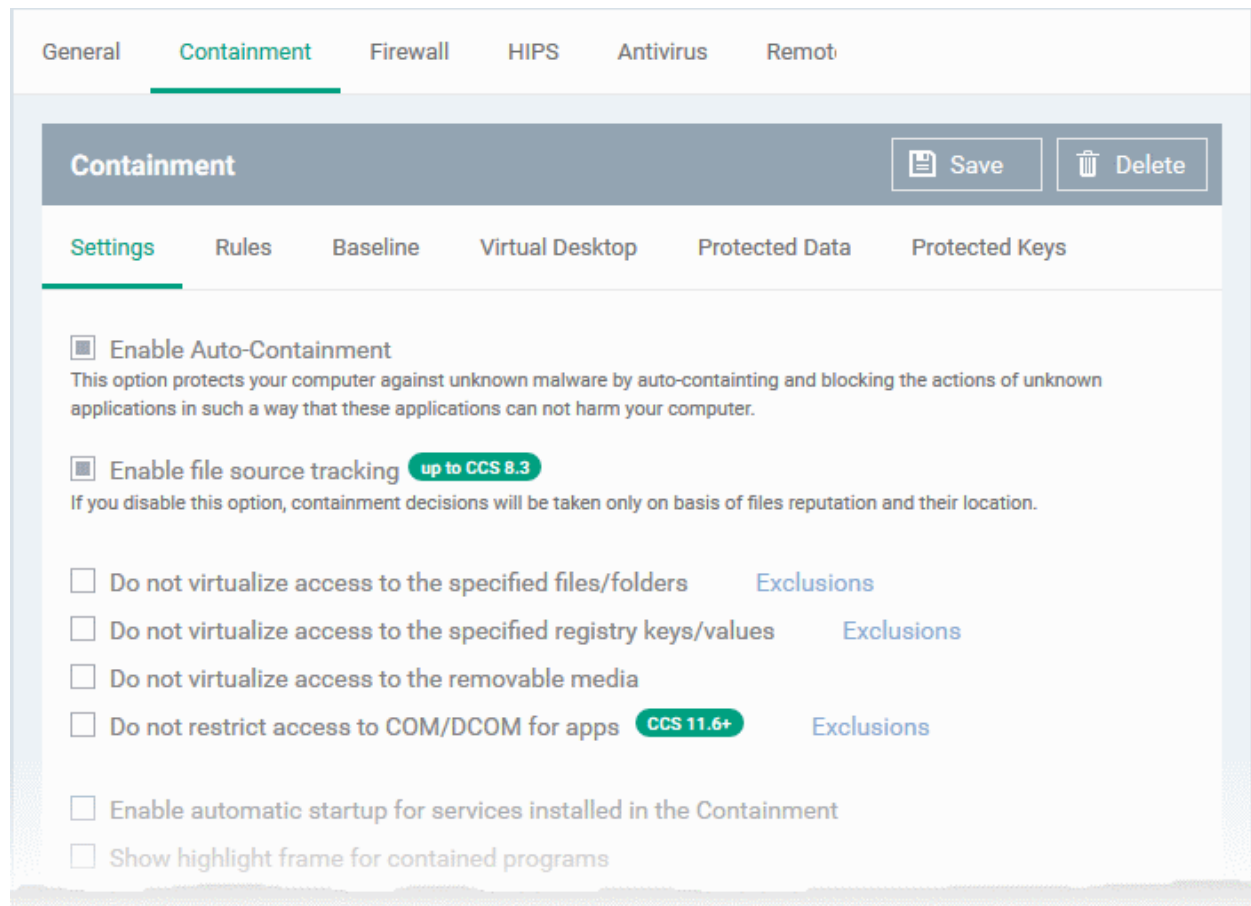 General Containment Firewall HIPS Antivirus Remot
Containment Save Delete
Settings Rules Baseline Virtual Desktop Protected Data Protected Keys
Enable Auto-Containment
This option protects your computer against unknown malware by auto-containting and blocking the actions of unknown
applications in such a way that these applications can not harm your computer.
Enable file source tracking up to CCS 8.3
If you disable this option, containment decisions will be taken only on basis of files reputation and their location.
Do not virtualize access to the specified files/folders Exclusions
Do not virtualize access to the specified registry keys/values Exclusions
Do not virtualize access to the removable media
Do not restrict access to COM/DCOM for apps CCS 11.6+ Exclusions
Enable automatic startup for services installed in the Containment
Show highlight frame for contained programs